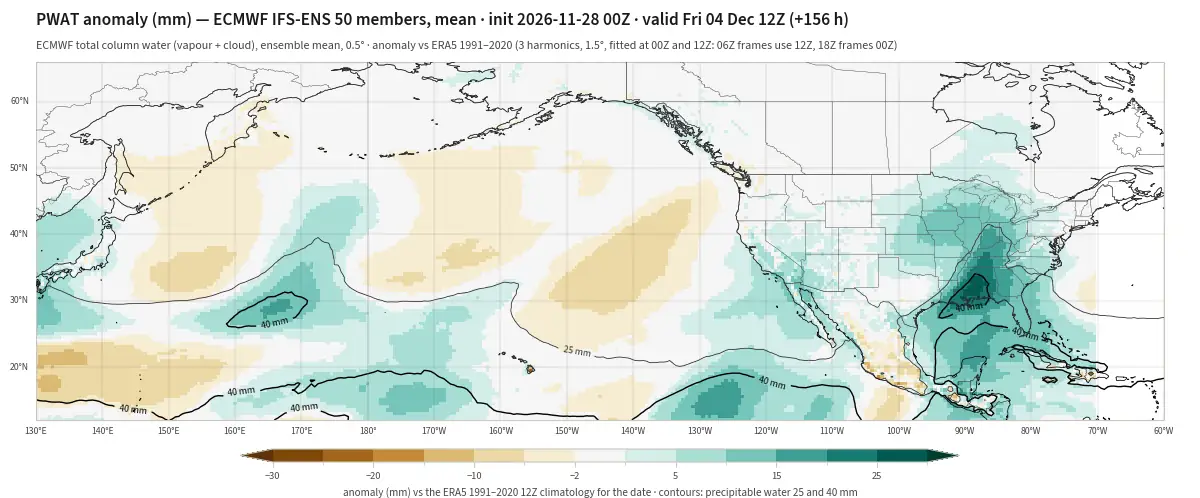 PWAT anomaly (mm) — ECMWF IFS-ENS 50 members, mean · init 2026-11-28 00Z · valid Fri 04 Dec 12Z (+156 h)
ECMWF total column water (vapour + cloud), ensemble mean, 0.5° · anomaly vs ERA5 1991–2020 (3 harmonics, 1.5°, fitted at 00Z and 12Z: 06Z frames use 12Z, 18Z frames 00Z)
60°N
50°N
40°N
30°N
40 mm
40 mm
40 mm
25 mm
20°N
40 mm
40 mm
40 mm
40 mm
130°E 140°E 150°E 160°E 170°E 180° 170°W 160°W 150°W 140°W 130°W 120°W 110°W 100°W 90°W 80°W 70°W 60°W
−30 −20 −10 −2 5 15 25
anomaly (mm) vs the ERA5 1991–2020 12Z climatology for the date · contours: precipitable water 25 and 40 mm